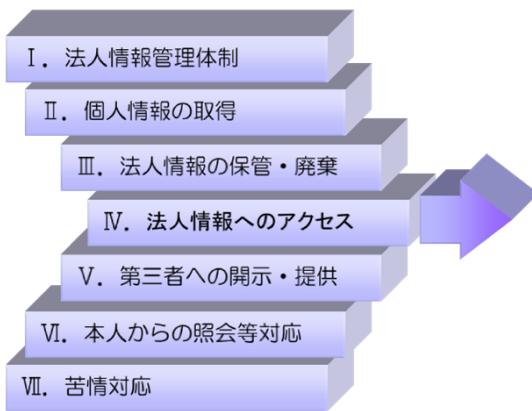 Ⅰ．法人情報管理体制
Ⅱ．個人情報の取得
Ⅲ．法人情報の保管・廃棄
Ⅳ．法人情報へのアクセス
Ⅴ．第三者への開示・提供
Ⅵ．本人からの照会等対応
Ⅶ．苦情対応